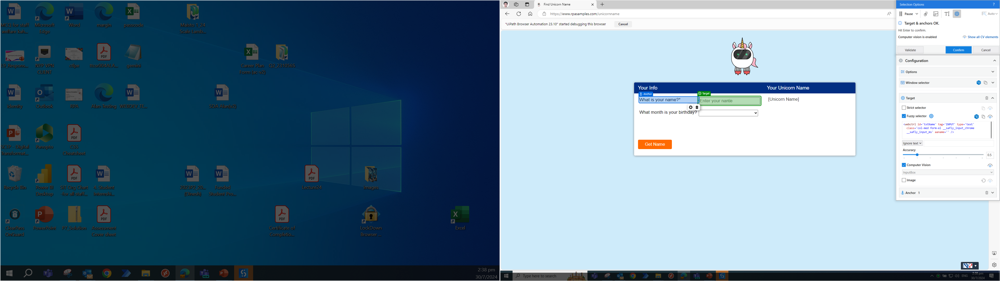 MCQ for staff
welfare kah...
Microsoft
Edge
Word
margin
passcode
Maisto 1_24
Scale Lamb...
L9_Respons...
NYP VPN
CLIENT
ctlpe
ttcsr004ALA...
gemini
Career Plan
Form (ac-v2)
Q2_231056S
idemity
Outlook
RPA
Alan-Testing
WEBDEV_TE...
SDA Alan(v2)
SCTP - Digital
Transformat...
Panopto
CSS
Cheatsheet
Recycle Bin
Power BI
Desktop
SIT Org Chart
-for all staff...
4. Student
Internshi...
2023P2_20...
(Dinesh)
Funded
Student Pro...
Lecture24
images
ClearPass
OnGuard
PowerPoint
P7_Solution
Assessment
Cover sheet
Certificate of
Completio...
LockDown
Browser ...
Excel
2:38 pm
30/7/2024
Find Unicorn Name
https://www.rpasamples.com/unicornname
"UiPath Browser Automation 23.10" started debugging this browser
Cancel
Your Info
Your Unicorn Name
Anchor
Target
What is your name?*
Enter your name
[Unicorn Name]
What month is your birthday?
Get Name
Selection Options
?
Pause
Auto
Target & anchors OK.
Hit Enter to confirm.
Computer vision is enabled
Show all CV elements
Validate
Confirm
Cancel
Configuration
Options
Window selector
Target
Strict selector
Fuzzy selector
<webctrl id='txtName' tag='INPUT' type='text'
class='col-med form-el __safly_input_chrome
__safly_input_ms' aaname='' />
Ignore text
Accuracy
0.5
Computer Vision
InputBox
Image
Anchor 1
NYP
Type here to search
ENG
2:38 pm
30/7/2024